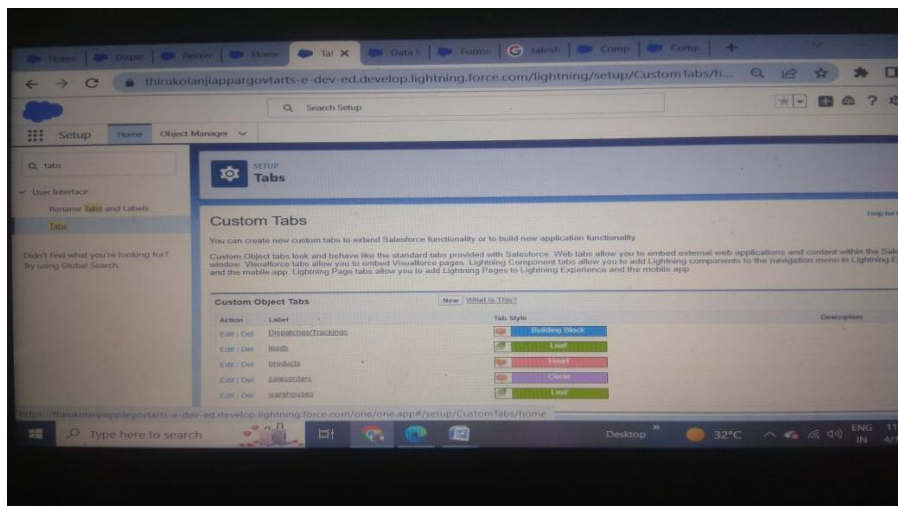 Home
Dispa
Home
Tal
Data I
Forms
salesfo
Comp
Comp
thirukolanjiappargovtarts-e-dev-ed.develop.lightning.force.com/lightning/setup/CustomTabs/h...
Search Setup
Setup Home Object Manager
tabs
SETUP
Tabs
User Interface
Rename Tabs and Labels
Tabs
Didn't find what you're looking for?
Try using Global Search.
Custom Tabs
Help for
You can create new custom tabs to extend Salesforce functionality or to build new application functionality.
Custom Object tabs look and behave like the standard tabs provided with Salesforce. Web tabs allow you to embed external web applications and content within the Sale
window. Visualforce tabs allow you to embed Visualforce pages. Lightning Component tabs allow you to add Lightning components to the navigation menu in Lightning E
and the mobile app. Lightning Page tabs allow you to add Lightning Pages to Lightning Experience and the mobile app.
Custom Object Tabs New What Is This?
Action Label Tab Style Description
Edit | Del Dispatches/Trackings Building Block
Edit | Del leads Leaf
Edit | Del products Heart
Edit | Del salesorders Circle
Edit | Del warehouses Leaf
https://thirukolanjiappargovtarts-e-dev-ed.develop.lightning.force.com/one/one.app#/setup/CustomTabs/home
Type here to search Desktop 32°C ENG 11
IN 4/1